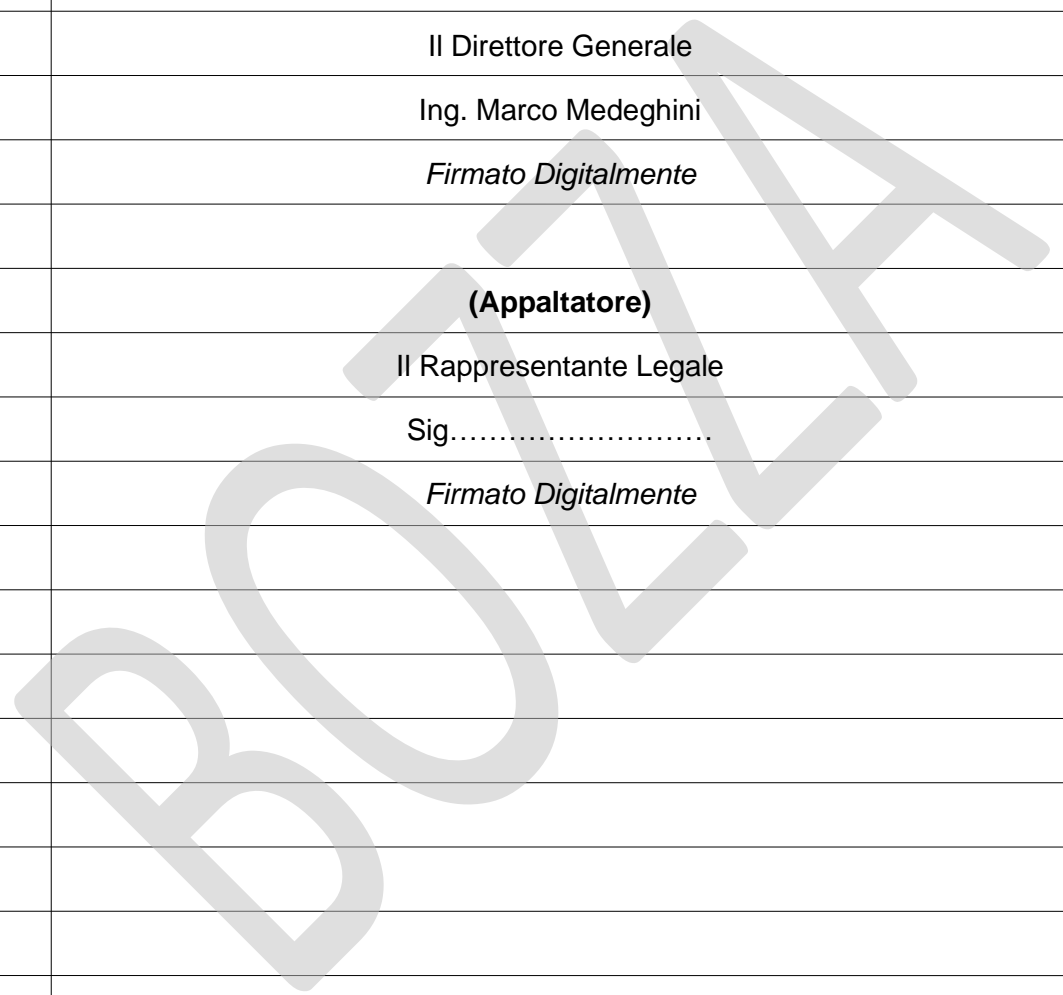 Il Direttore Generale
Ing. Marco Medeghini
Firmato Digitalmente
(Appaltatore)
Il Rappresentante Legale
Sig………………………
Firmato Digitalmente
BOZZA